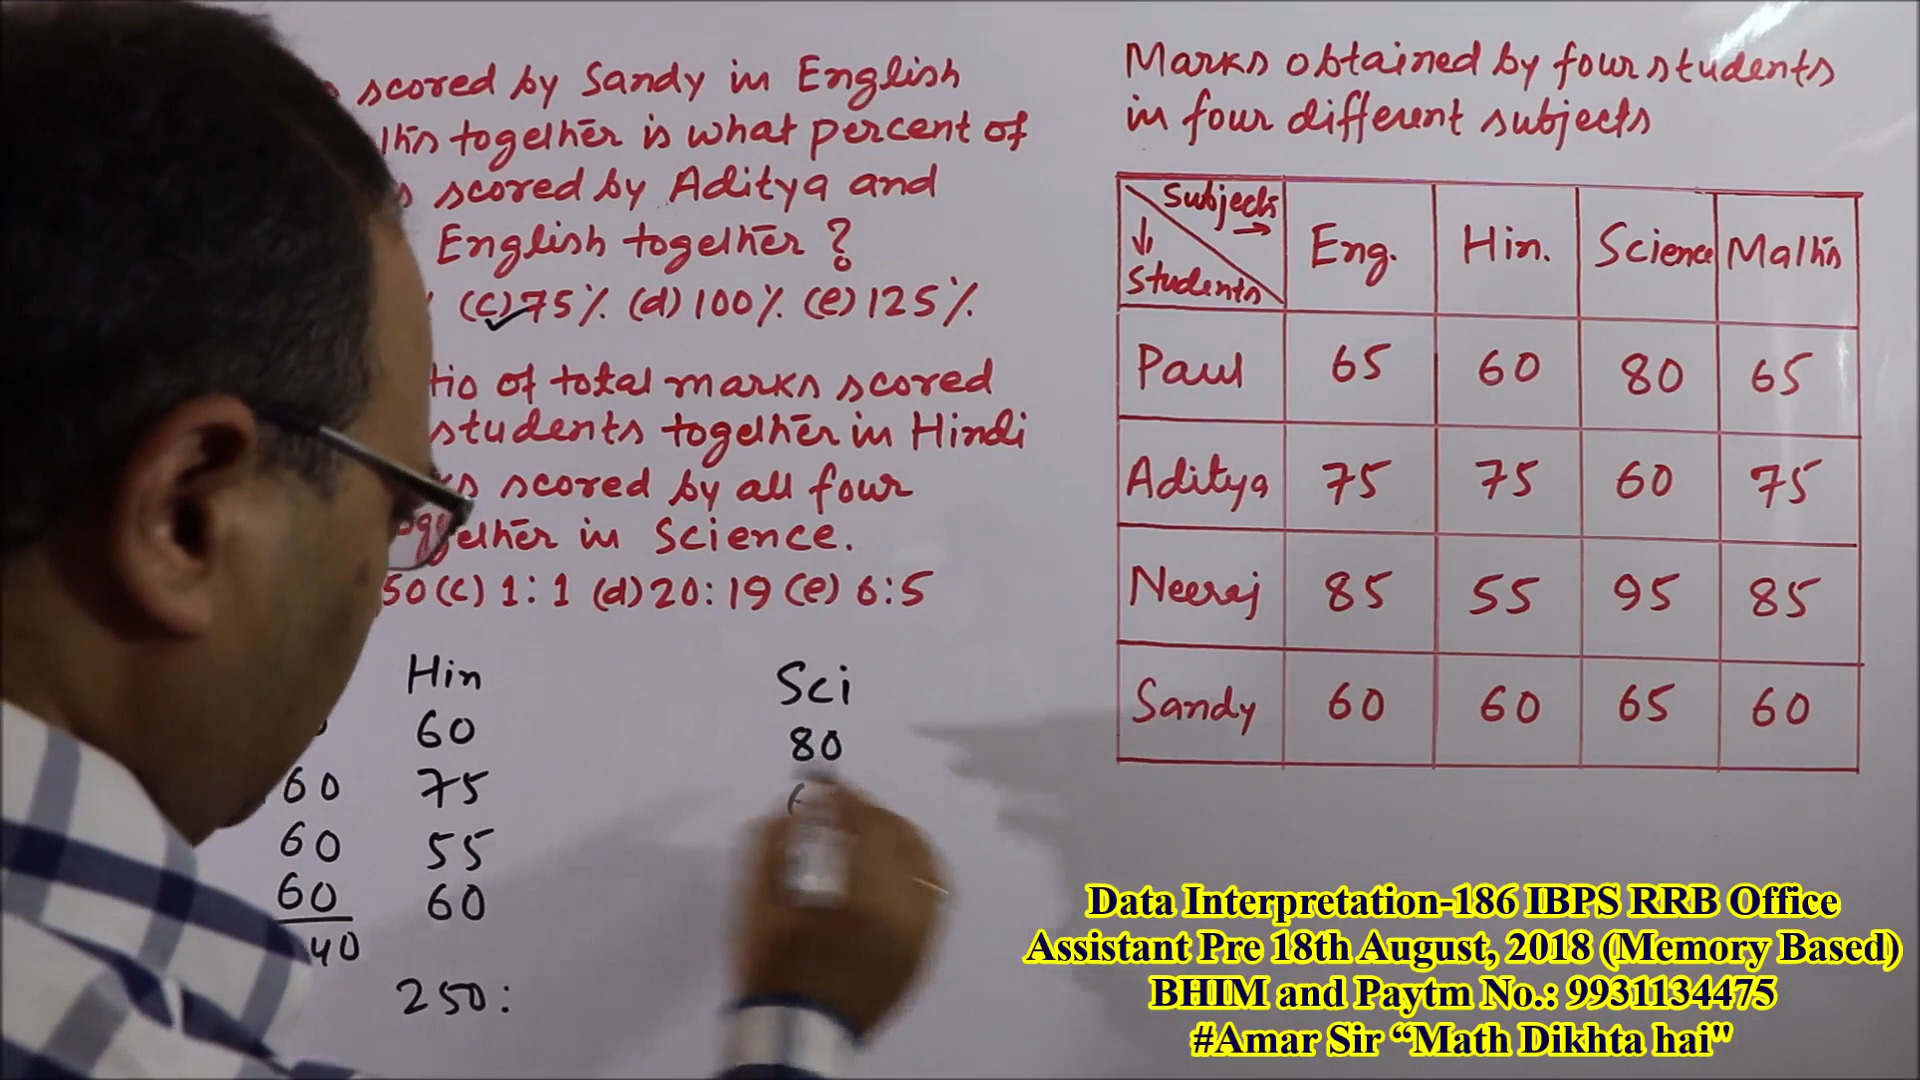 scored by Sandy in English
together is what percent of
scored by Aditya and
English together ?
(c) 75% (d) 100% (e) 125%
of total marks scored
students together in Hindi
scored by all four
in Science.
50 (c) 1:1 (d) 20:19 (e) 6:5
Hin
60
75
55
60
250:
60
60
60
40
Sci
80
Marks obtained by four students
in four different subjects
Subjects →
↓ Students
Eng. Hin. Science Maths
Paul 65 60 80 65
Aditya 75 75 60 75
Neeraj 85 55 95 85
Sandy 60 60 65 60
Data Interpretation-186 IBPS RRB Office
Assistant Pre 18th August, 2018 (Memory Based)
BHIM and Paytm No.: 9931134475
#Amar Sir “Math Dikhta hai"